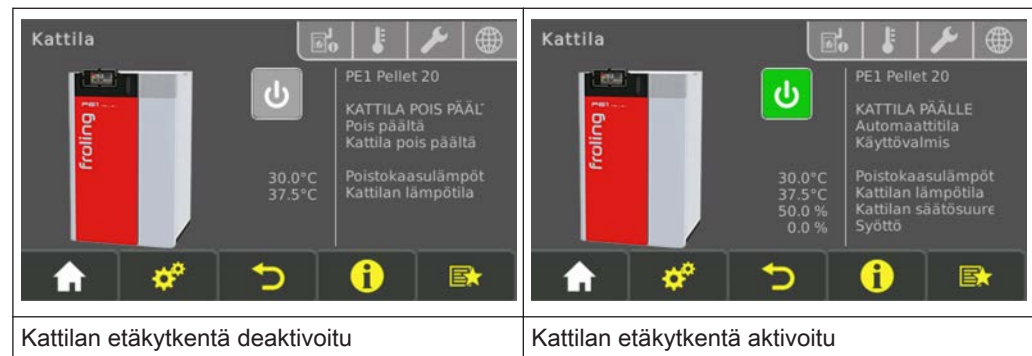 Kattila
PE1 Pellet 20
KATTILA POIS PÄÄL
Pois päältä
Kattila pois päältä
30.0°C Poistokaasulämpöt
37.5°C Kattilan lämpötila
froling
Kattila
PE1 Pellet 20
KATTILA PÄÄLLE
Automaattitila
Käyttövalmis
30.0°C Poistokaasulämpöt
37.5°C Kattilan lämpötila
50.0 % Kattilan säätösuure
0.0 % Syöttö
froling
Kattilan etäkytkentä deaktivoitu
Kattilan etäkytkentä aktivoitu